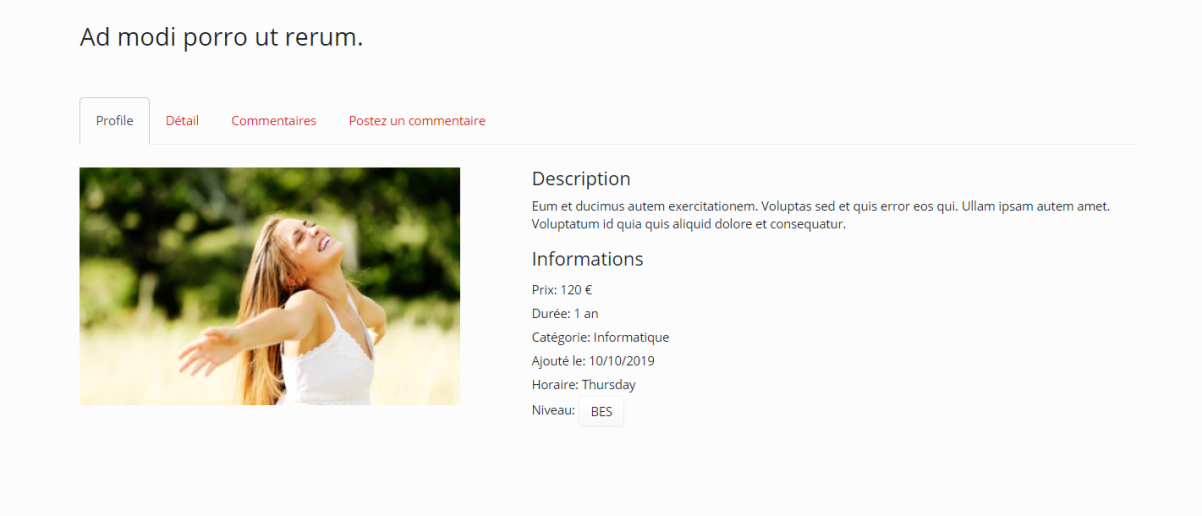 Ad modi porro ut rerum.
Profile Détail Commentaires Postez un commentaire
Description
Eum et ducimus autem exercitationem. Voluptas sed et quis error eos qui. Ullam ipsam autem amet.
Voluptatum id quia quis aliquid dolore et consequatur.
Informations
Prix: 120 €
Durée: 1 an
Catégorie: Informatique
Ajouté le: 10/10/2019
Horaire: Thursday
Niveau: BES